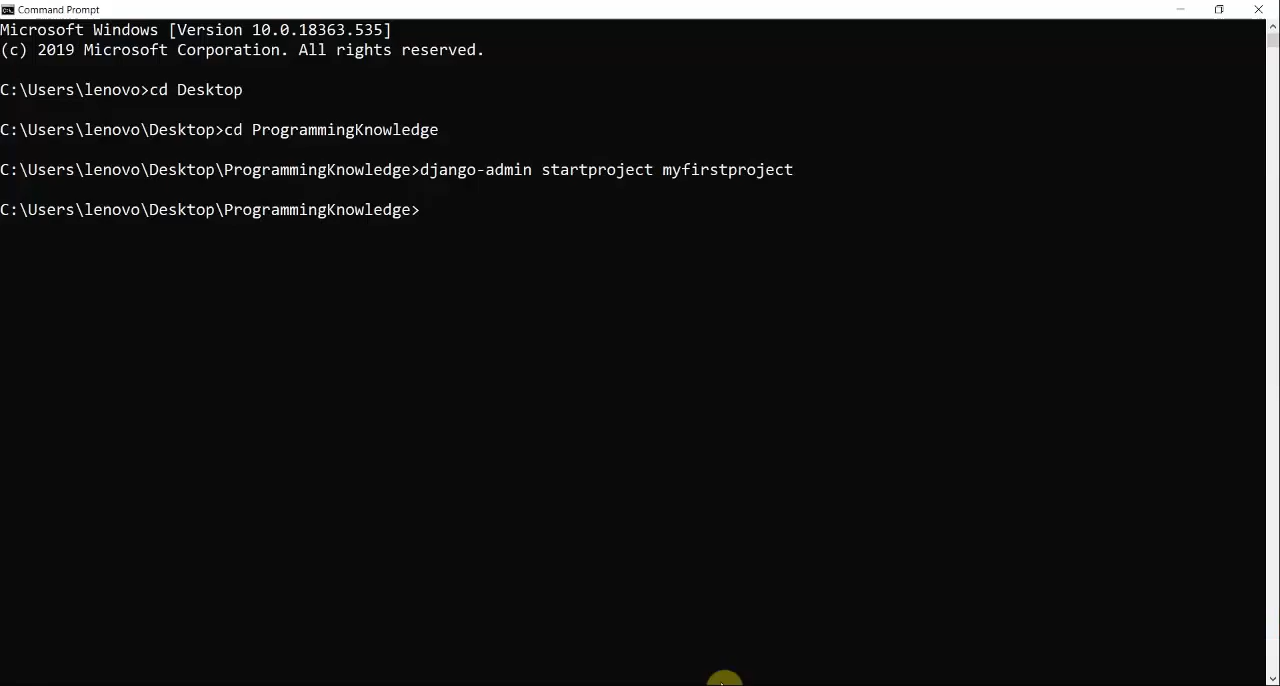 Command Prompt
Microsoft Windows [Version 10.0.18363.535]
(c) 2019 Microsoft Corporation. All rights reserved.
C:\Users\lenovo>cd Desktop
C:\Users\lenovo\Desktop>cd ProgrammingKnowledge
C:\Users\lenovo\Desktop\ProgrammingKnowledge>django-admin startproject myfirstproject
C:\Users\lenovo\Desktop\ProgrammingKnowledge>